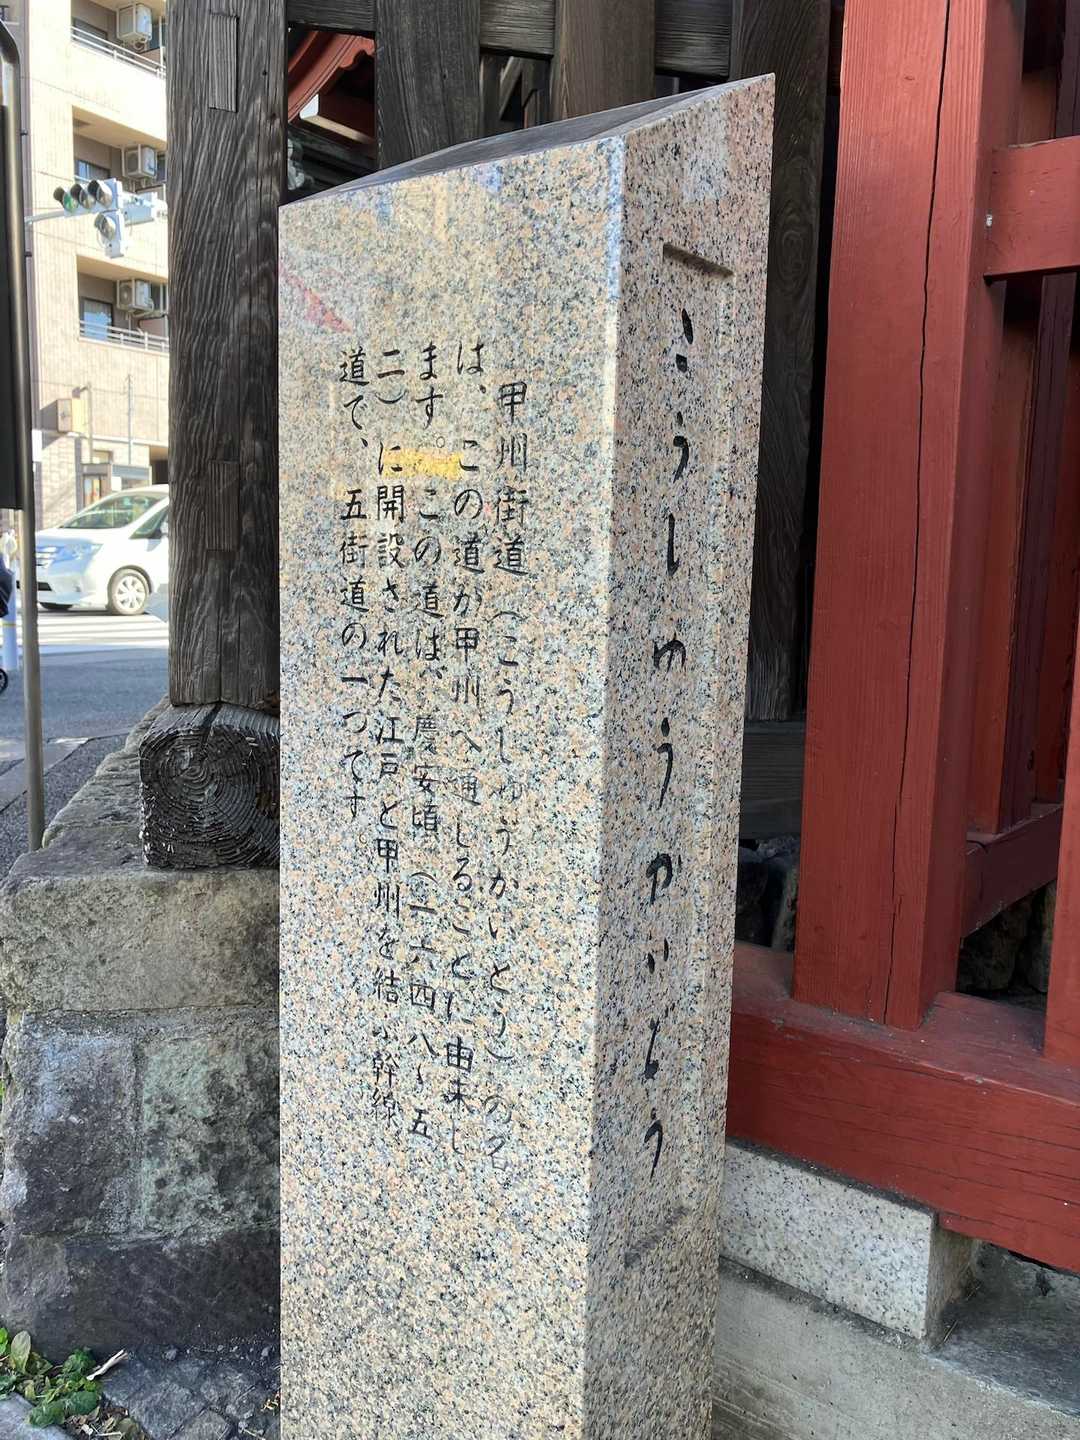 甲州街道（こうしゅうかいどう）の名
は、この道が甲州へ通じることに由来し
ます。この道は、慶安頃（一六四八～五
二）に開設された江戸と甲州を結ぶ幹線
道で、五街道の一つです。
こうしゅうかいどう